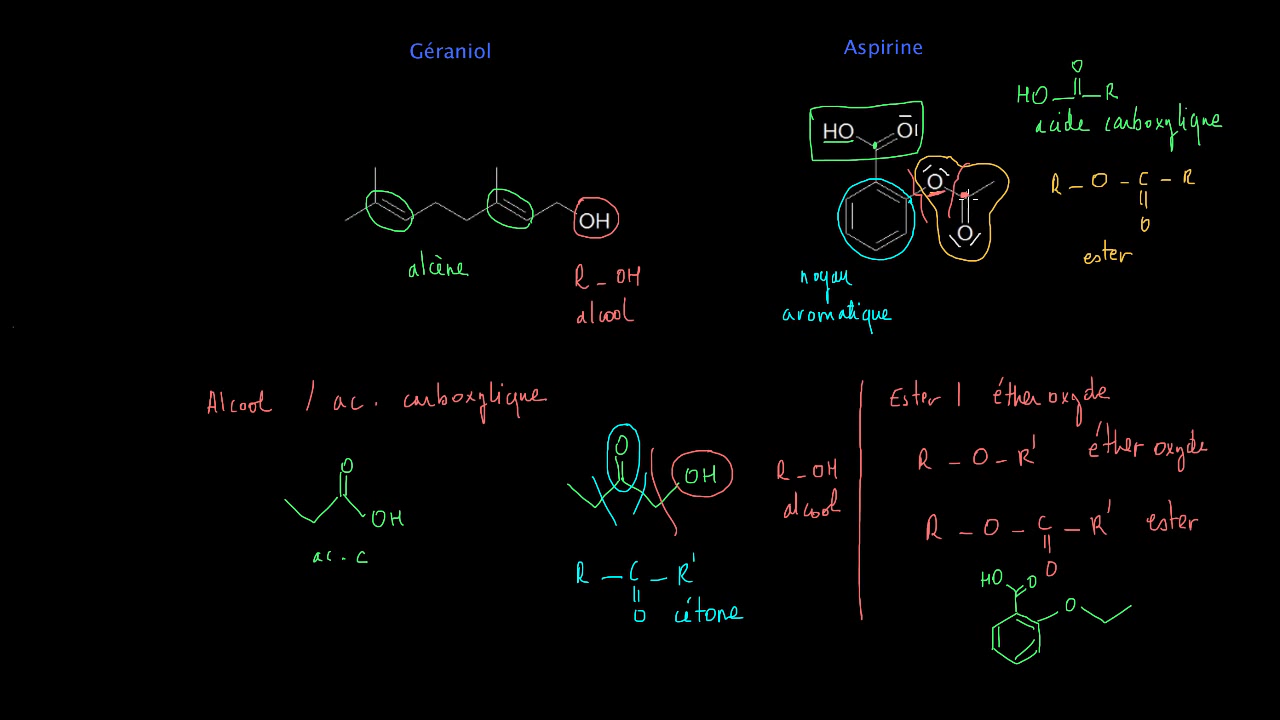 Géraniol
Aspirine
HO O
OH
alcène
R - OH
alcool
HO O
O
O
noyau
aromatique
O
HO - R
acide carboxylique
R - O - C - R
O
ester
Alcool / ac. carboxylique
O
OH
ac. C
O
OH
R - OH
alcool
R - C - R'
O cétone
Ester | éther oxyde
R - O - R' éther oxyde
R - O - C - R' ester
O
HO O
O